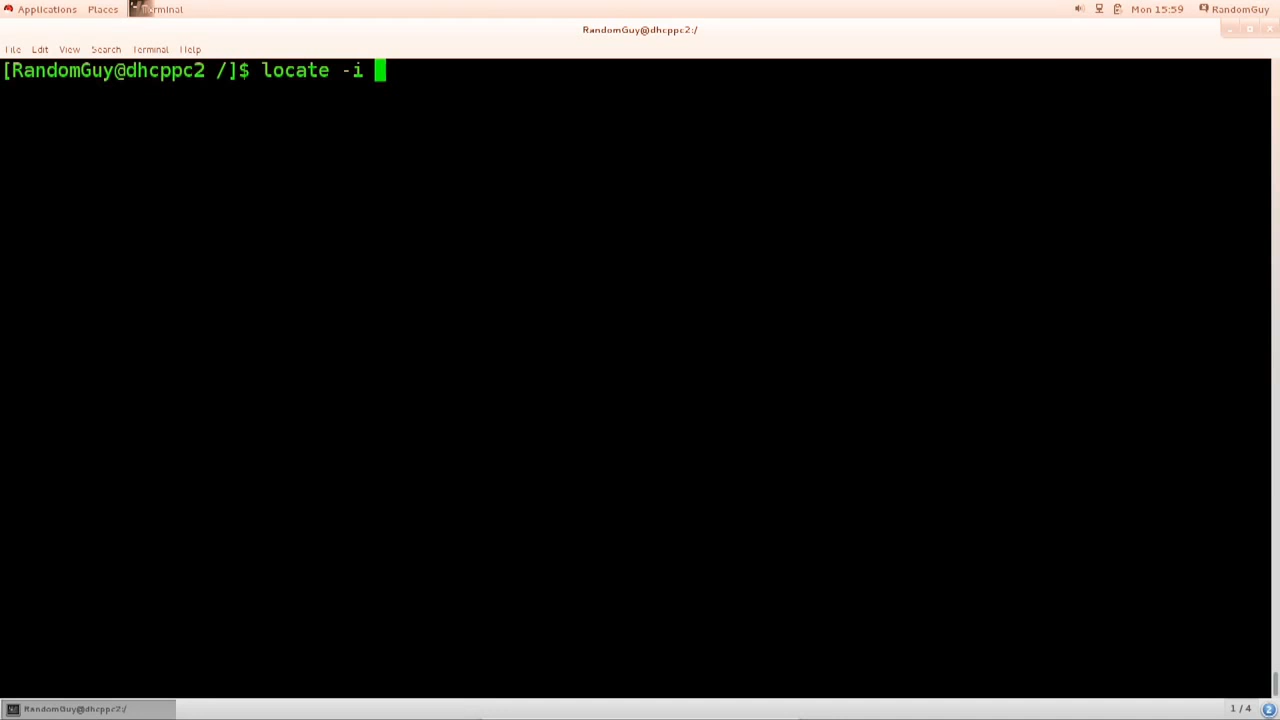 Applications Places Terminal Mon 15:59 RandomGuy
RandomGuy@dhcppc2:/
File Edit View Search Terminal Help
[RandomGuy@dhcppc2 /]$ locate -i
RandomGuy@dhcppc2:/ 1 / 4 2